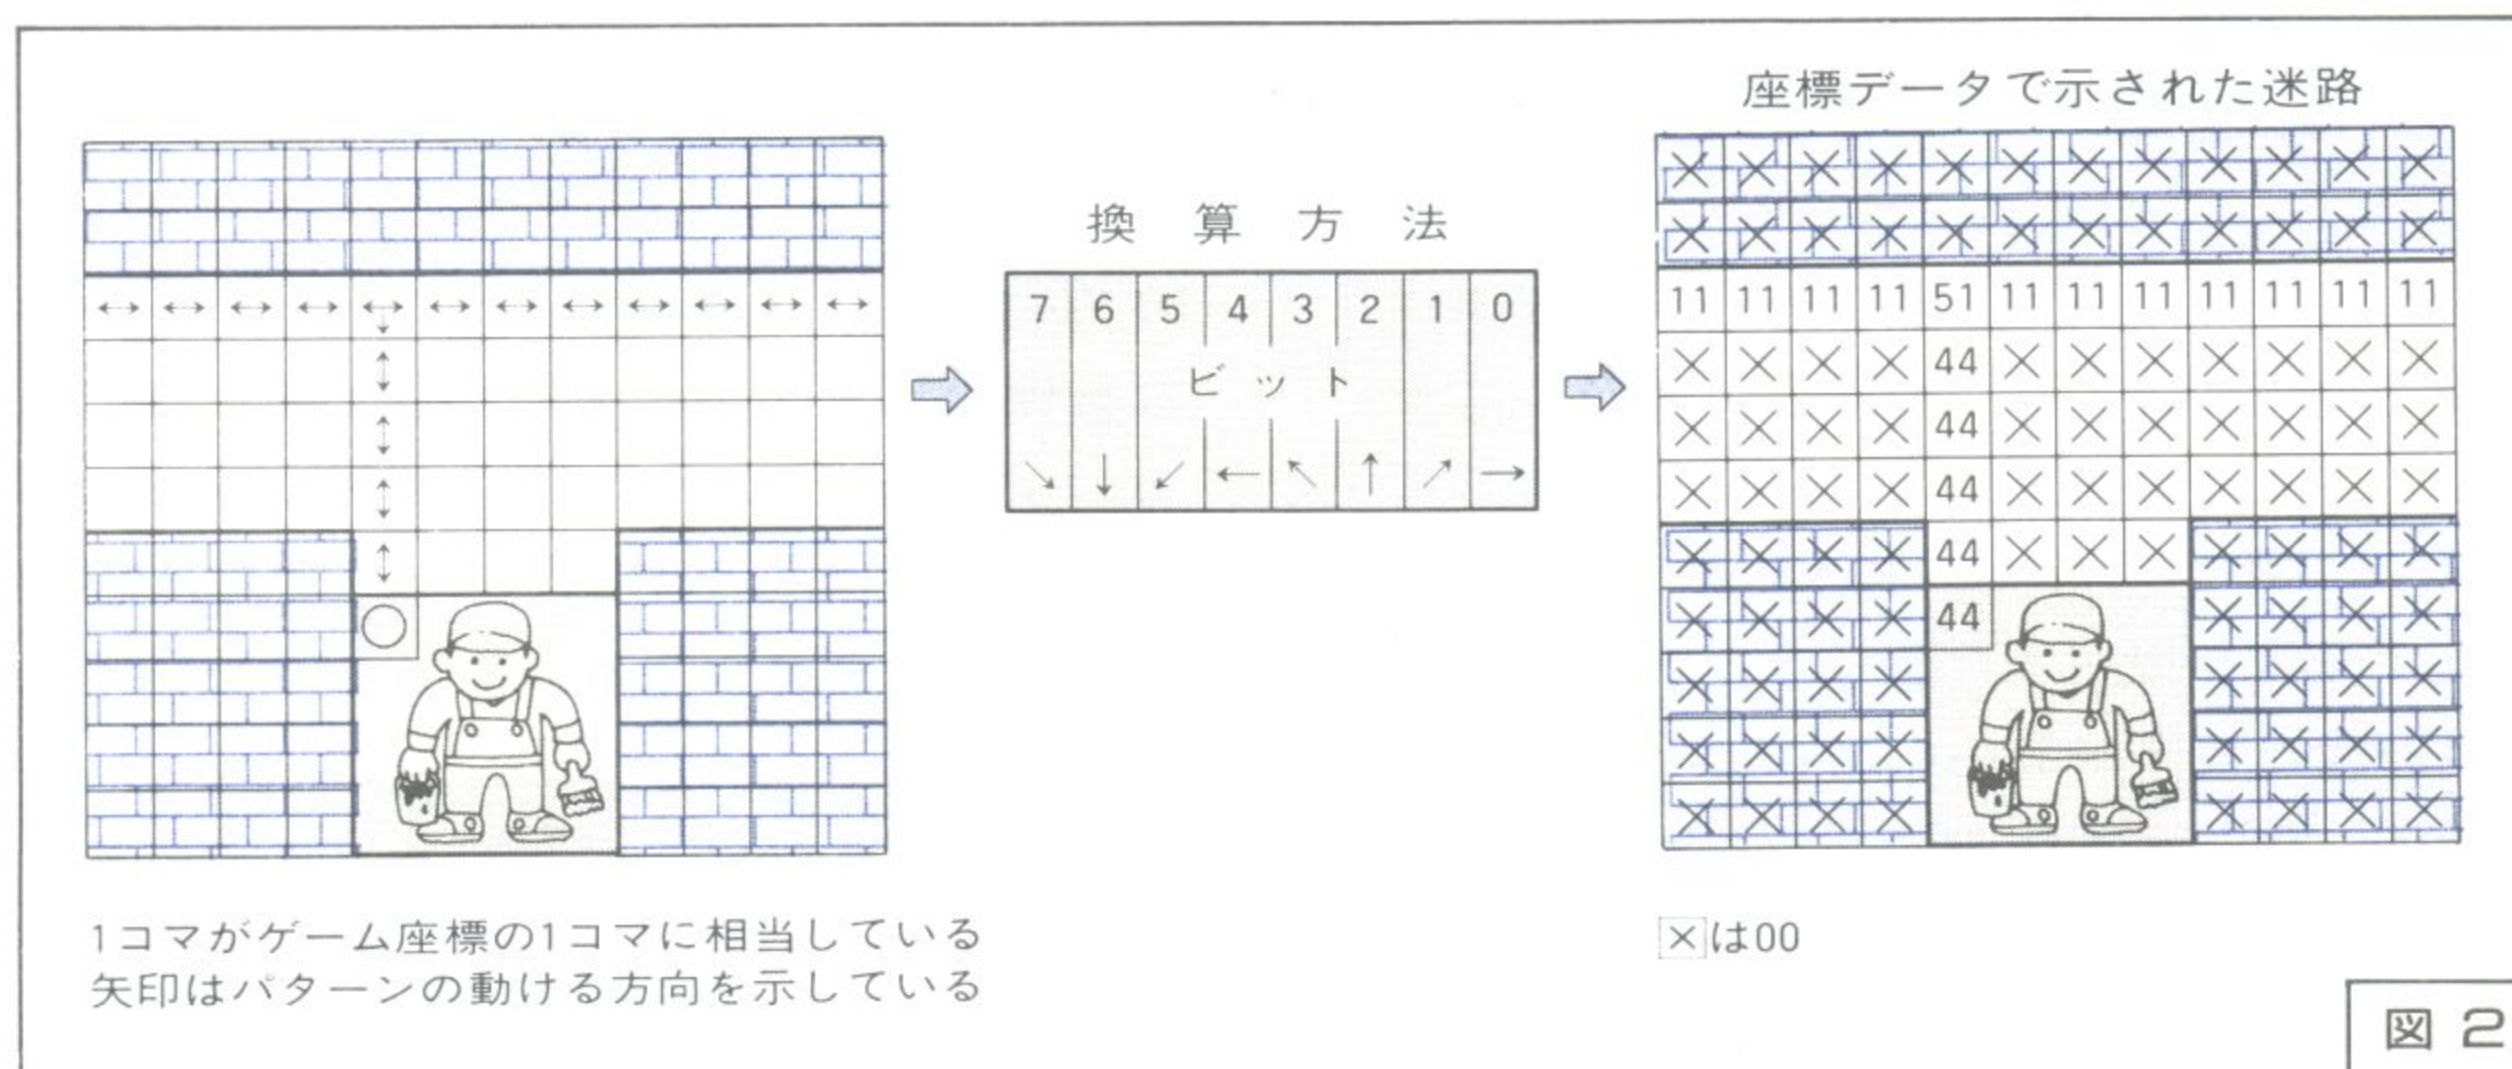 座標データで示された迷路
換算方法
7 6 5 4 3 2 1 0
ビット
↘ ↓ ↙ ← ↖ ↑ ↗ →
11 11 11 11 51 11 11 11 11 11 11 11
44
44
44
44
44
1コマがゲーム座標の1コマに相当している
矢印はパターンの動ける方向を示している
×は00
図2